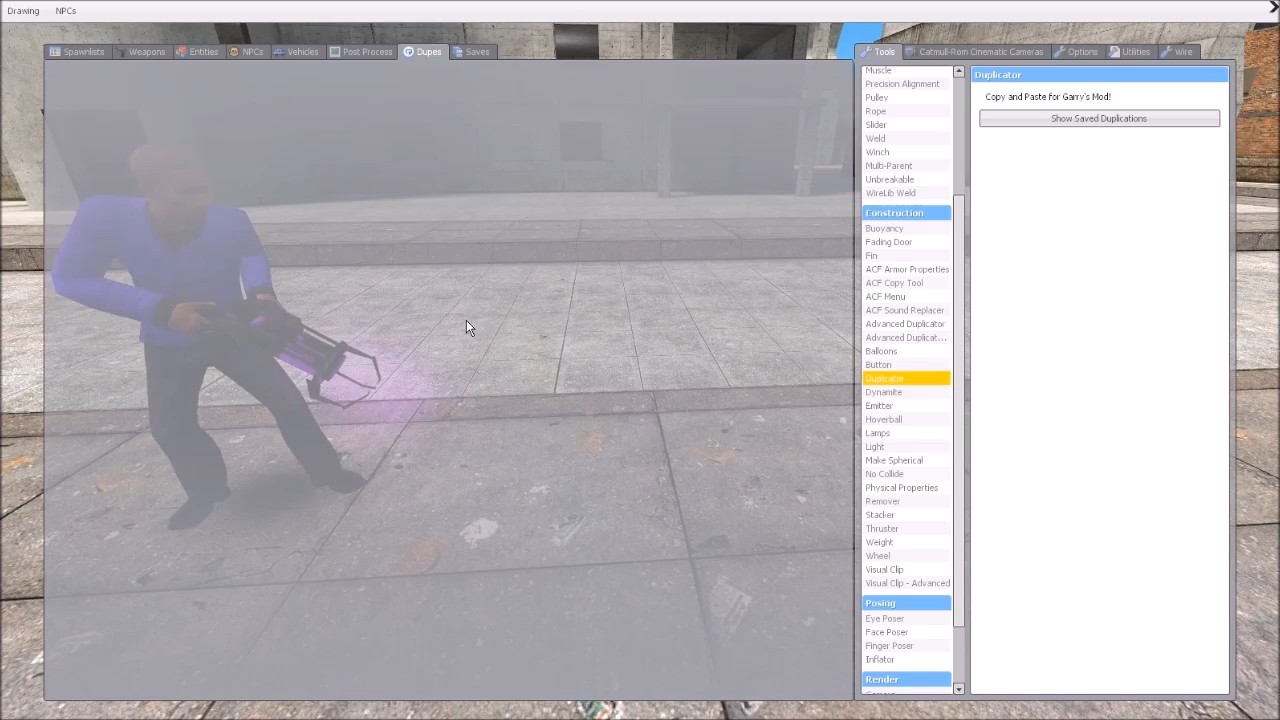 Drawing NPCs
Spawnlists Weapons Entities NPCs Vehicles Post Process Dupes Saves
Tools Catmull-Rom Cinematic Cameras Options Utilities Wire
Muscle
Precision Alignment
Pulley
Rope
Slider
Weld
Winch
Multi-Parent
Unbreakable
WireLib Weld
Construction
Buoyancy
Fading Door
Fin
ACF Armor Properties
ACF Copy Tool
ACF Menu
ACF Sound Replacer
Advanced Duplicator
Advanced Duplicat...
Balloons
Button
Duplicator
Dynamite
Emitter
Hoverball
Lamps
Light
Make Spherical
No Collide
Physical Properties
Remover
Stacker
Thruster
Weight
Wheel
Visual Clip
Visual Clip - Advanced
Posing
Eye Poser
Face Poser
Finger Poser
Inflator
Render
Duplicator
Copy and Paste for Garry's Mod!
Show Saved Duplications